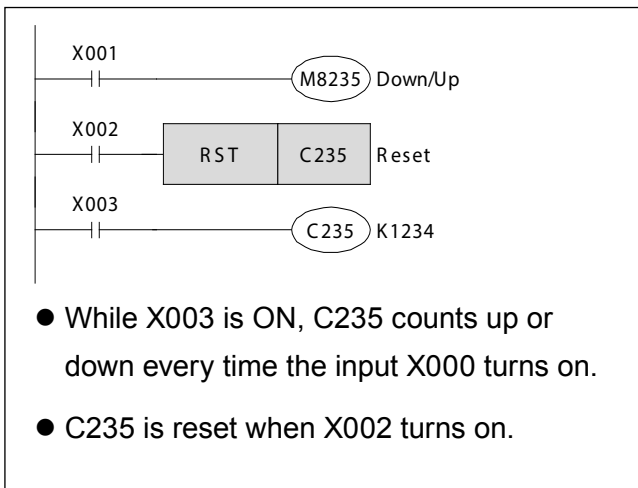 X001
M8235 Down/Up
X002
RST C235 Reset
X003
C235 K1234
● While X003 is ON, C235 counts up or
down every time the input X000 turns on.
● C235 is reset when X002 turns on.